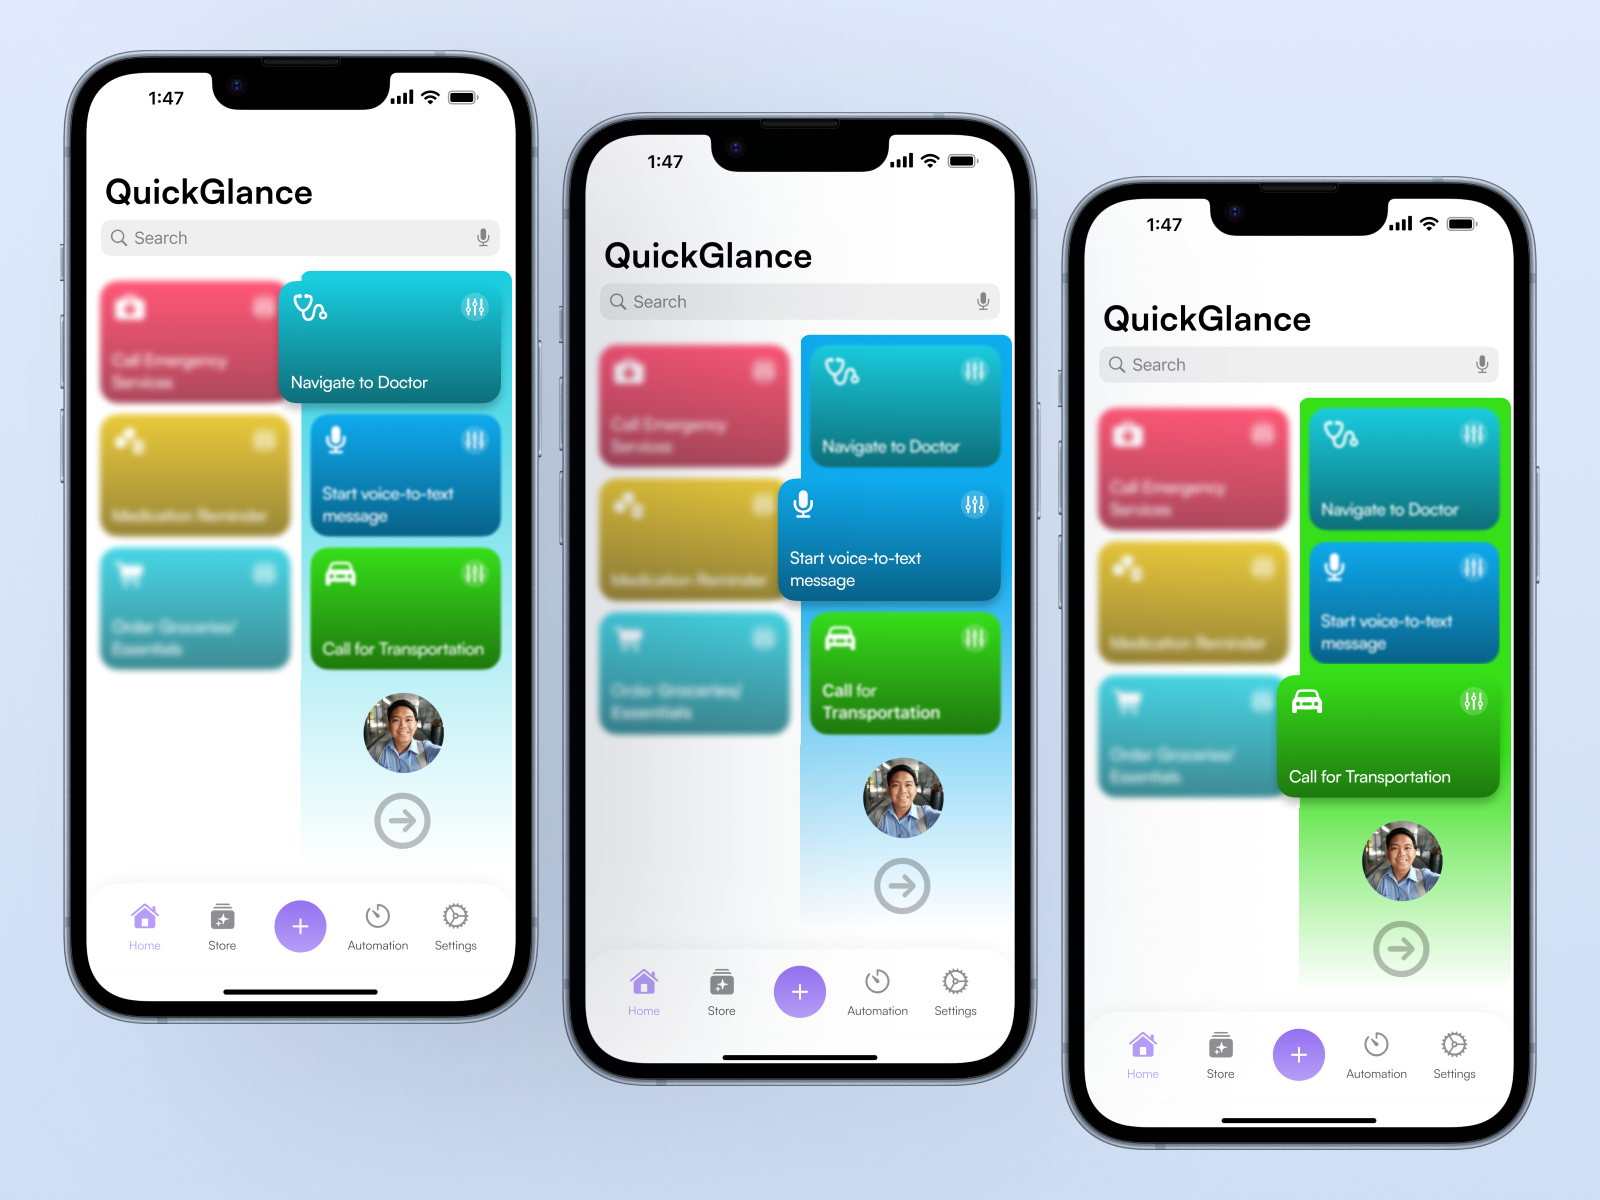 1:47
QuickGlance
Search
Call Emergency
Services
Navigate to Doctor
Medication Reminder
Start voice-to-text
message
Order Groceries/
Essentials
Call for Transportation
Home
Store
Automation
Settings
1:47
QuickGlance
Search
Call Emergency
Services
Navigate to Doctor
Medication Reminder
Start voice-to-text
message
Order Groceries/
Essentials
Call for
Transportation
Home
Store
Automation
Settings
1:47
QuickGlance
Search
Call Emergency
Services
Navigate to Doctor
Medication Reminder
Start voice-to-text
message
Order Groceries/
Essentials
Call for Transportation
Home
Store
Automation
Settings